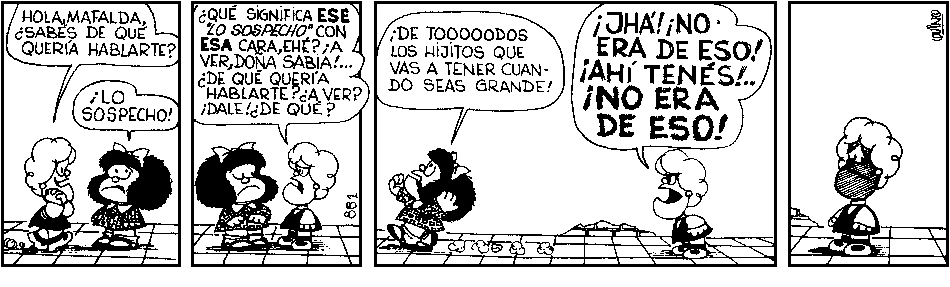 HOLA, MAFALDA,
¿SABÉS DE QUÉ
QUERÍA HABLARTE?
¡LO
SOSPECHO!
¿QUÉ SIGNIFICA ESE
"LO SOSPECHO" CON
ESA CARA, EHÉ? ¡A
VER, DOÑA SABIA!...
¿DE QUÉ QUERÍA
HABLARTE? ¿A VER?
¡DALE! ¿DE QUÉ?
881
¡DE TOOOOODOS
LOS HIJITOS QUE
VAS A TENER CUAN-
DO SEAS GRANDE!
¡JHÁ! ¡NO
ERA DE ESO!
¡AHÍ TENÉS!..
¡NO ERA
DE ESO!
QUINO